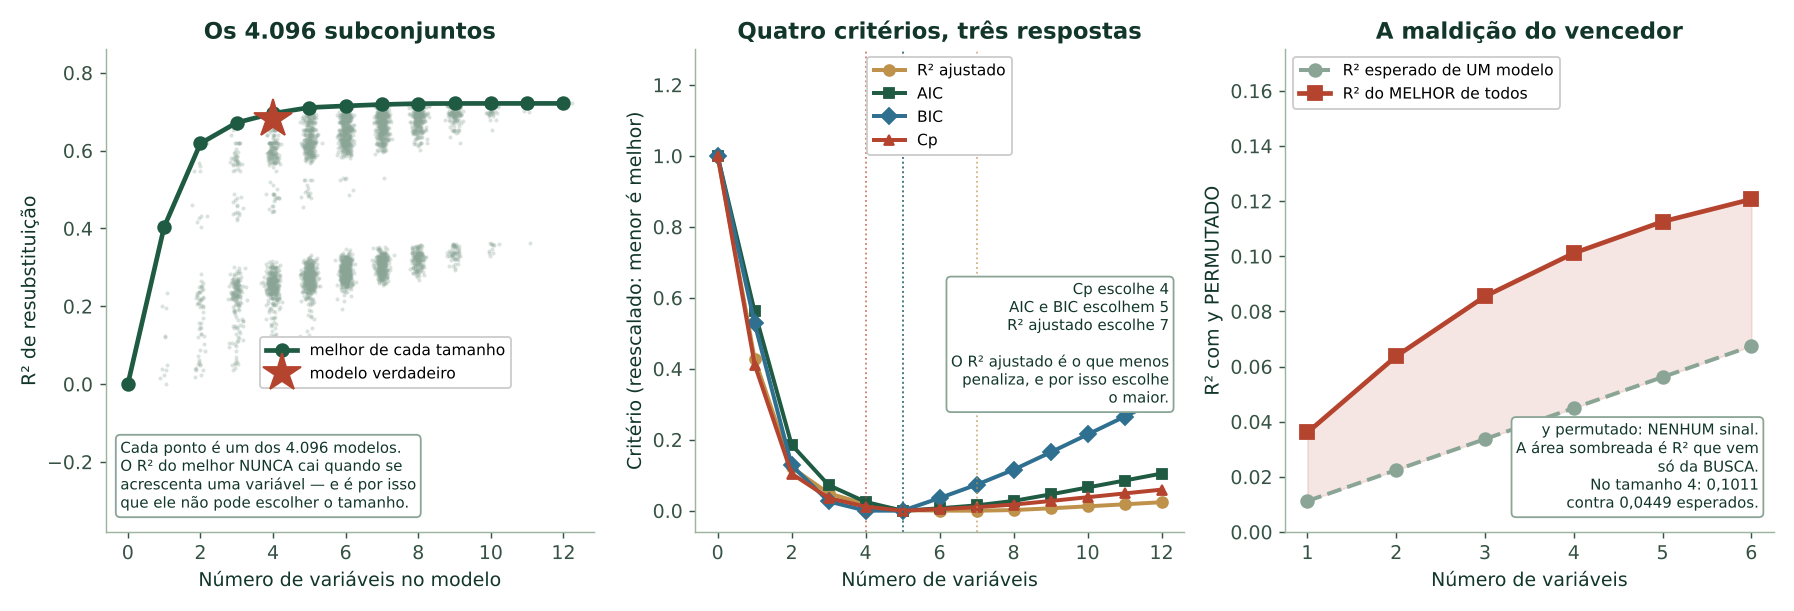 Os 4.096 subconjuntos
R² de resubstituição
0.8
0.6
0.4
0.2
0.0
−0.2
melhor de cada tamanho
modelo verdadeiro
Cada ponto é um dos 4.096 modelos.
O R² do melhor NUNCA cai quando se
acrescenta uma variável — e é por isso
que ele não pode escolher o tamanho.
0 2 4 6 8 10 12
Número de variáveis no modelo
Quatro critérios, três respostas
Critério (reescalado: menor é melhor)
1.2
1.0
0.8
0.6
0.4
0.2
0.0
R² ajustado
AIC
BIC
Cp
Cp escolhe 4
AIC e BIC escolhem 5
R² ajustado escolhe 7
O R² ajustado é o que menos
penaliza, e por isso escolhe
o maior.
0 2 4 6 8 10 12
Número de variáveis
A maldição do vencedor
R² com y PERMUTADO
0.16
0.14
0.12
0.10
0.08
0.06
0.04
0.02
0.00
R² esperado de UM modelo
R² do MELHOR de todos
y permutado: NENHUM sinal.
A área sombreada é R² que vem
só da BUSCA.
No tamanho 4: 0,1011
contra 0,0449 esperados.
1 2 3 4 5 6
Número de variáveis